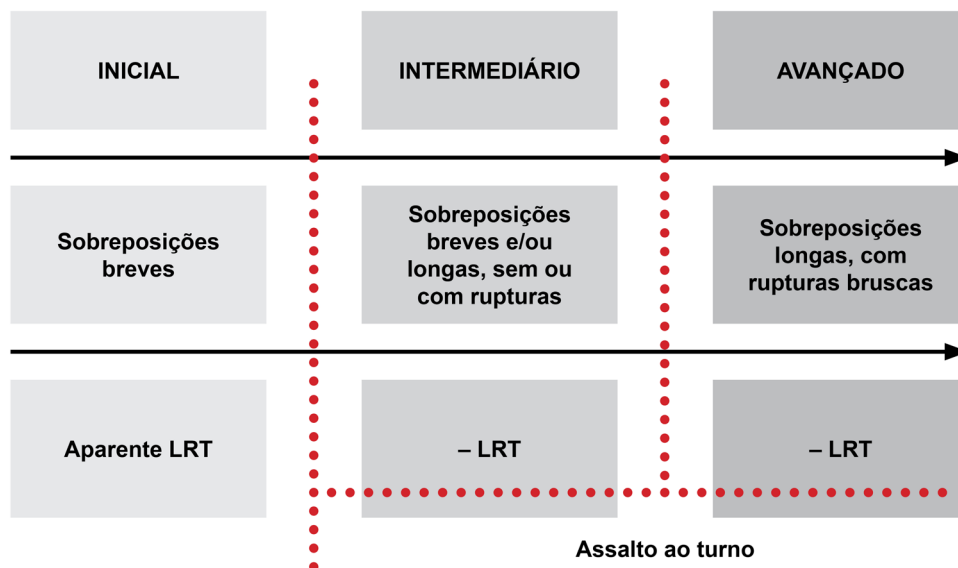 INICIAL
INTERMEDIÁRIO
AVANÇADO
Sobreposições
breves
Sobreposições
breves e/ou
longas, sem ou
com rupturas
Sobreposições
longas, com
rupturas bruscas
Aparente LRT
– LRT
– LRT
Assalto ao turno